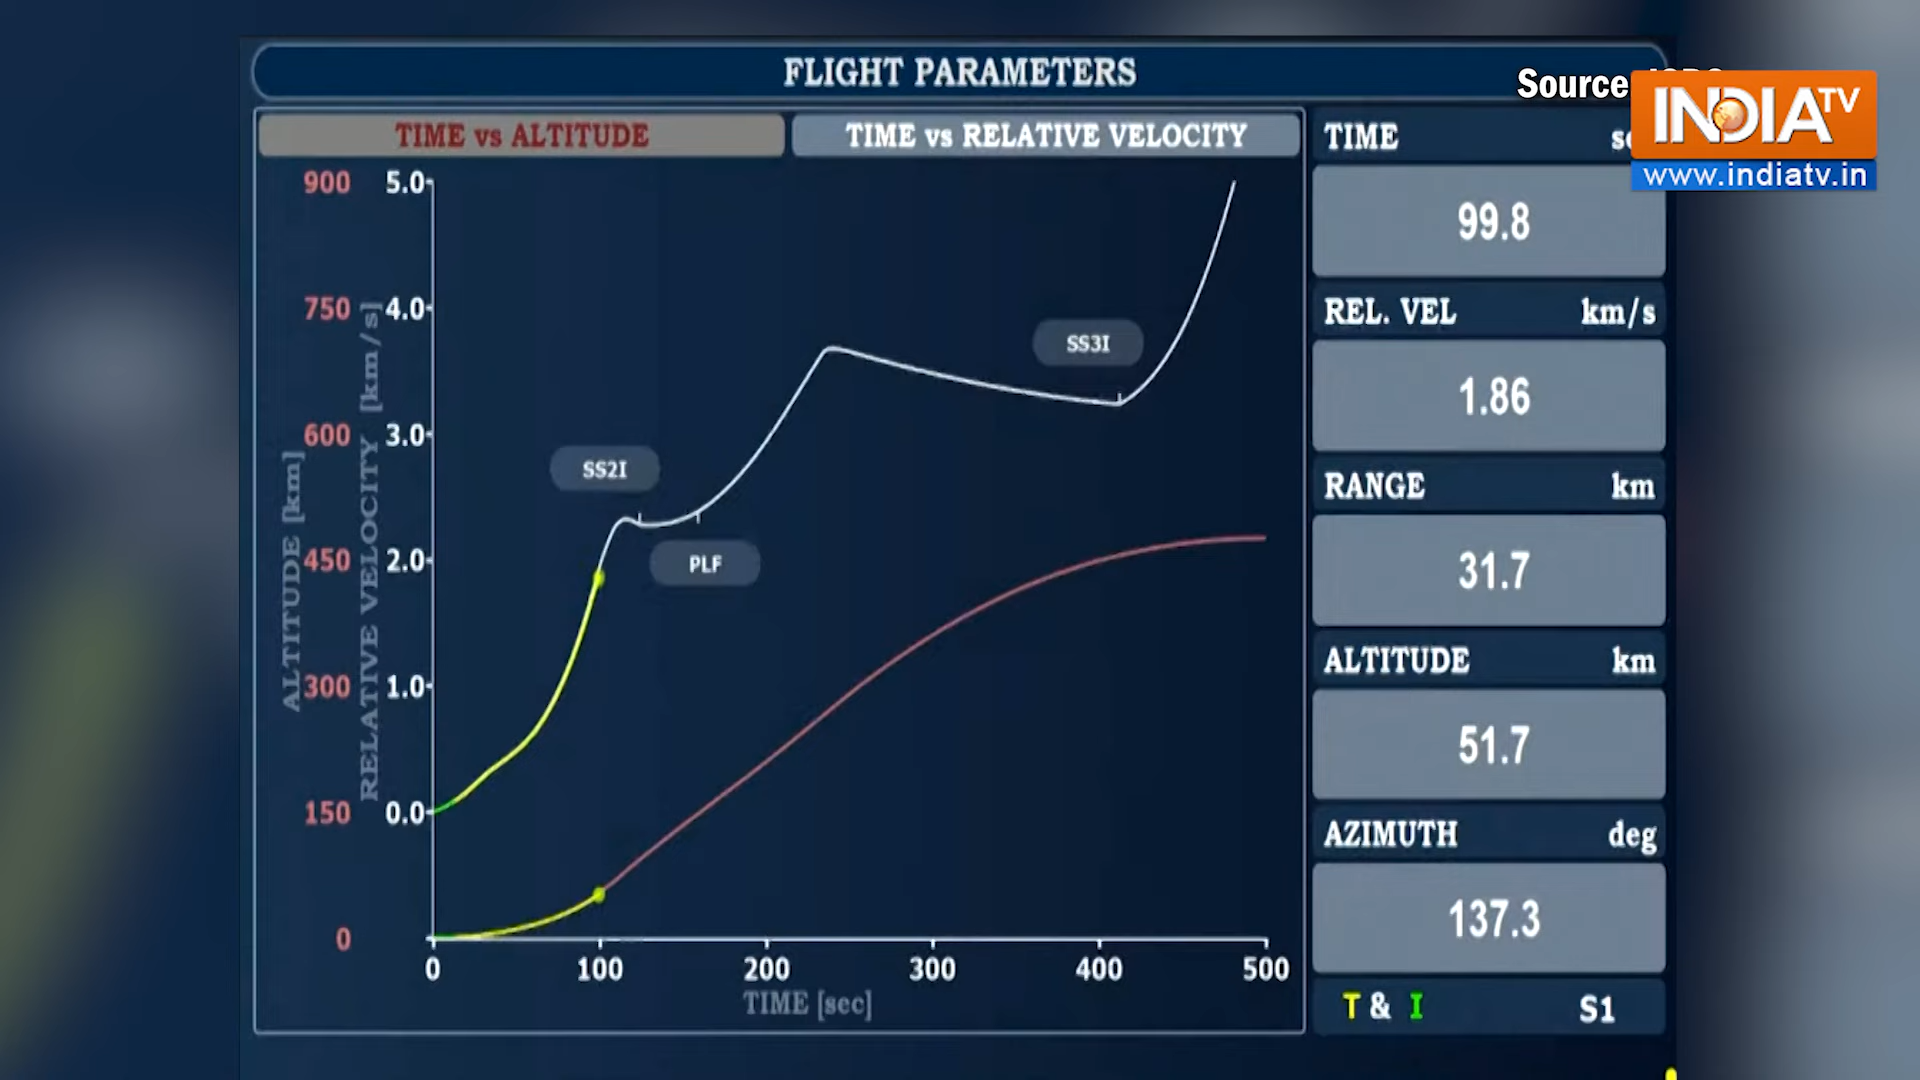 FLIGHT PARAMETERS
Source
INDIA TV
www.indiatv.in
TIME vs ALTITUDE
TIME vs RELATIVE VELOCITY
900
750
600
450
300
150
0
ALTITUDE [km]
5.0
4.0
3.0
2.0
1.0
0.0
RELATIVE VELOCITY [km/s]
SS2I
PLF
SS3I
0 100 200 300 400 500
TIME [sec]
TIME
99.8
REL. VEL km/s
1.86
RANGE km
31.7
ALTITUDE km
51.7
AZIMUTH deg
137.3
T & I S1